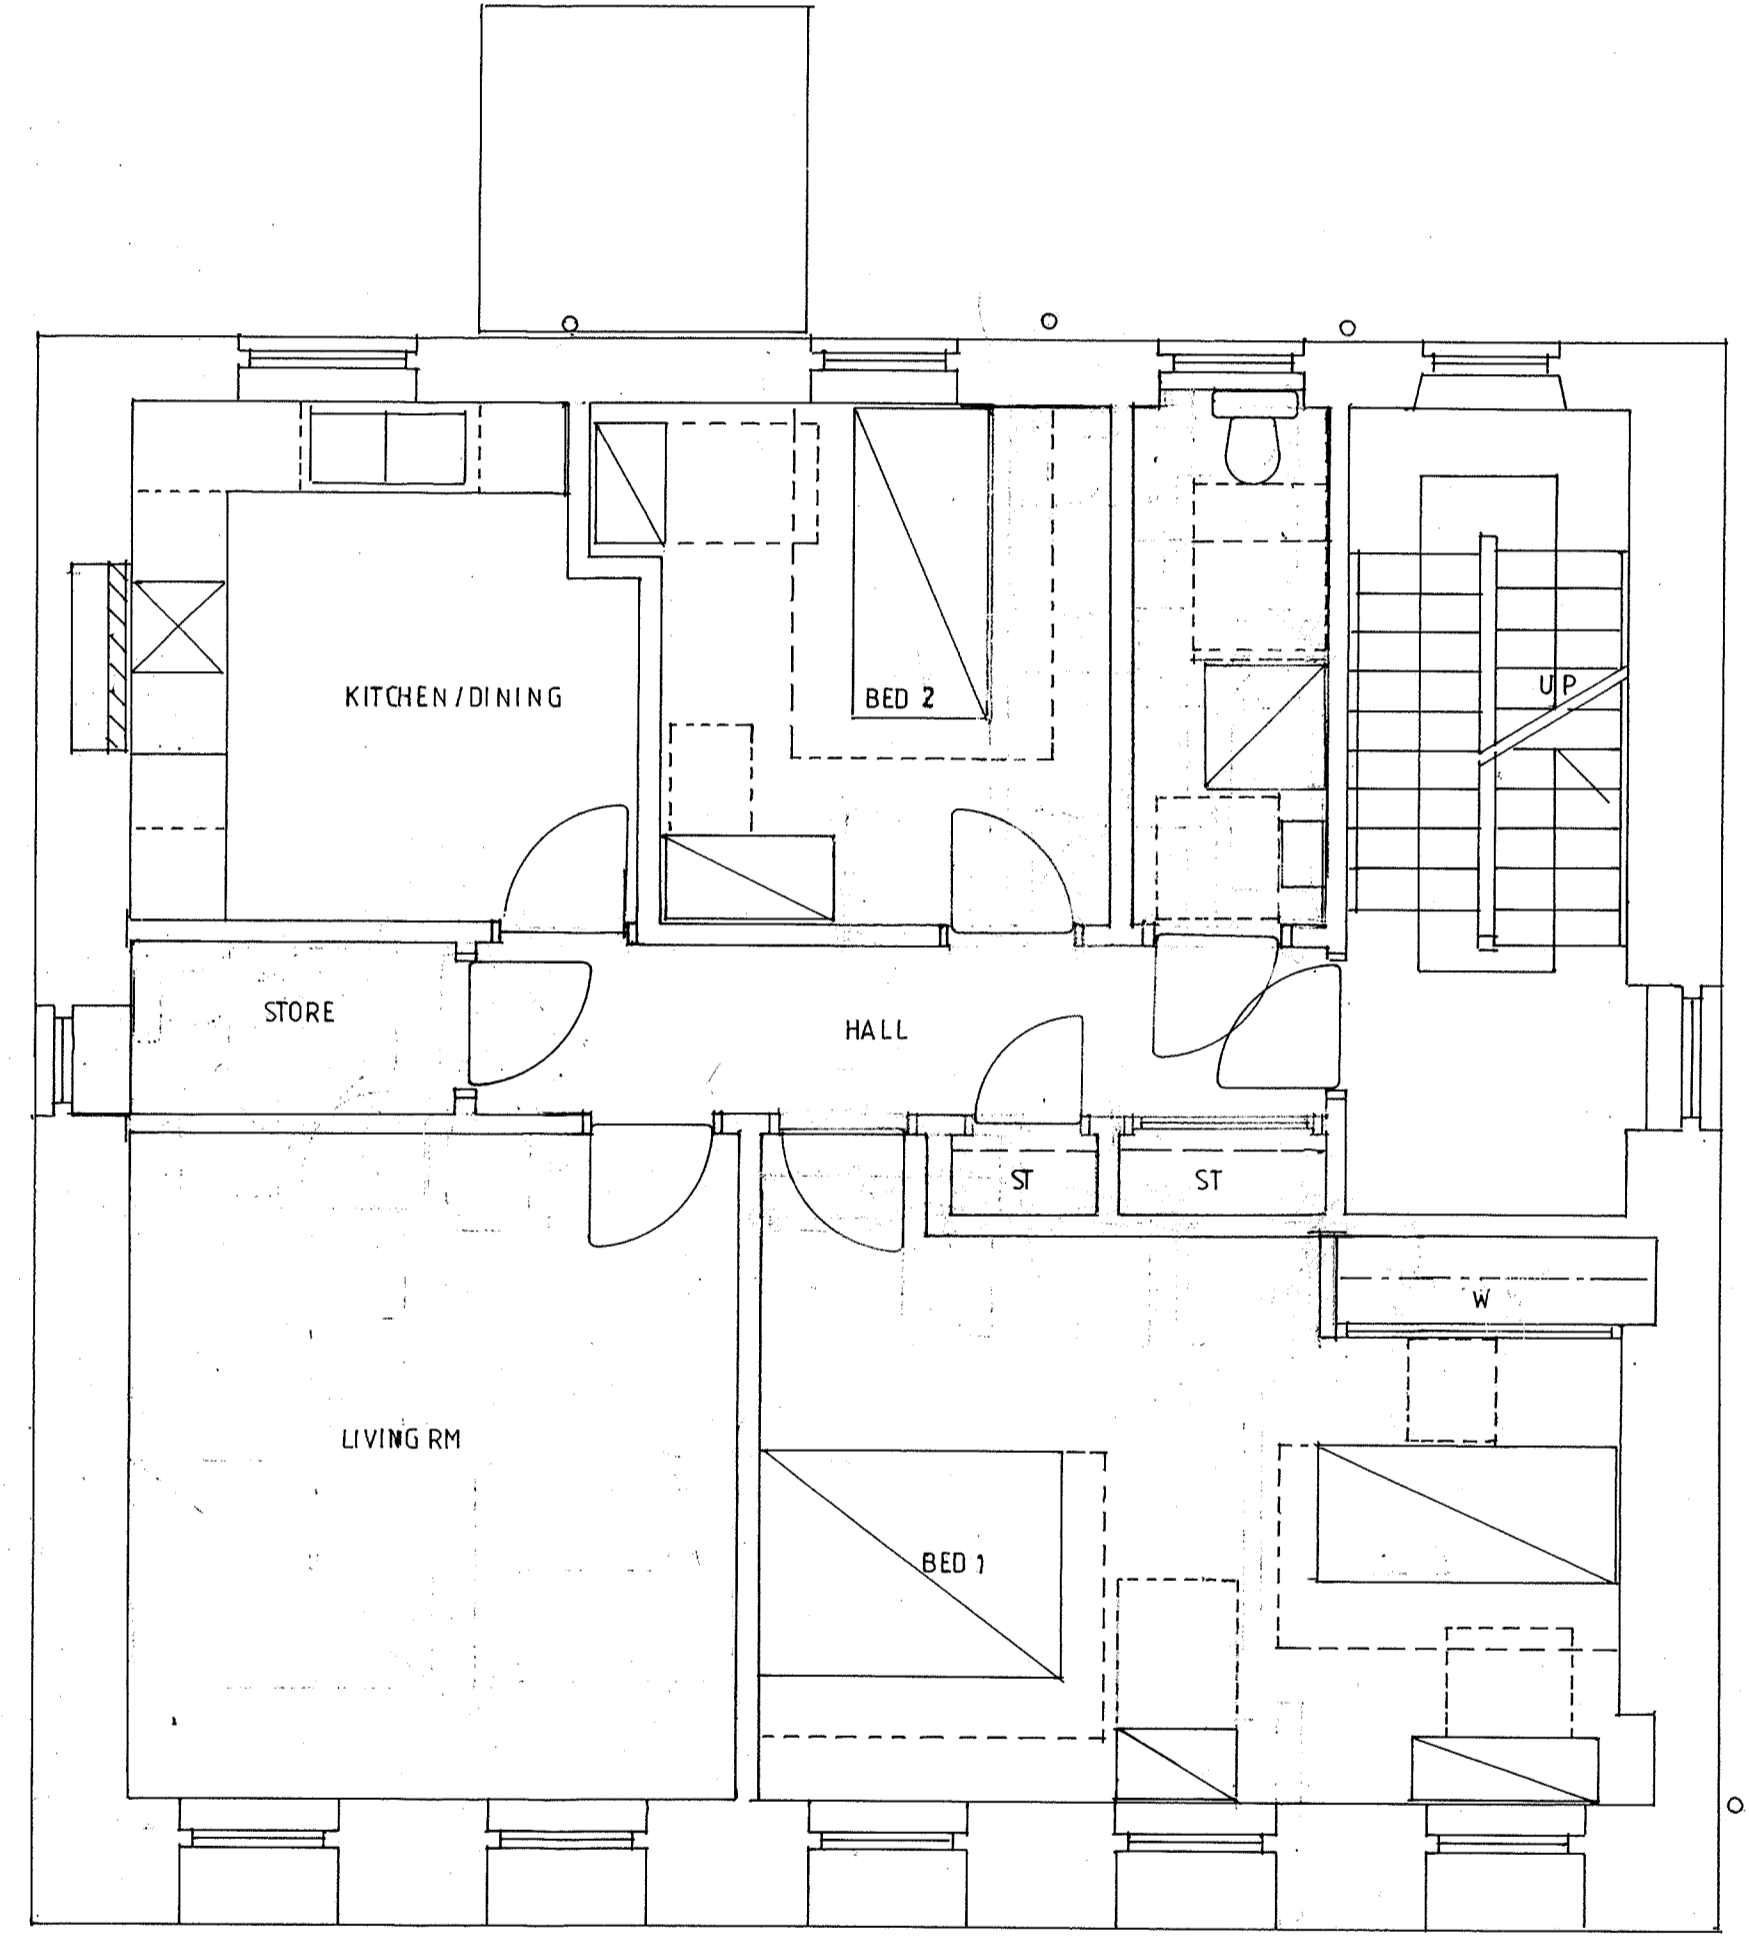 KITCHEN/DINING
BED 2
UP
STORE
HALL
ST
ST
W
LIVING RM
BED 1